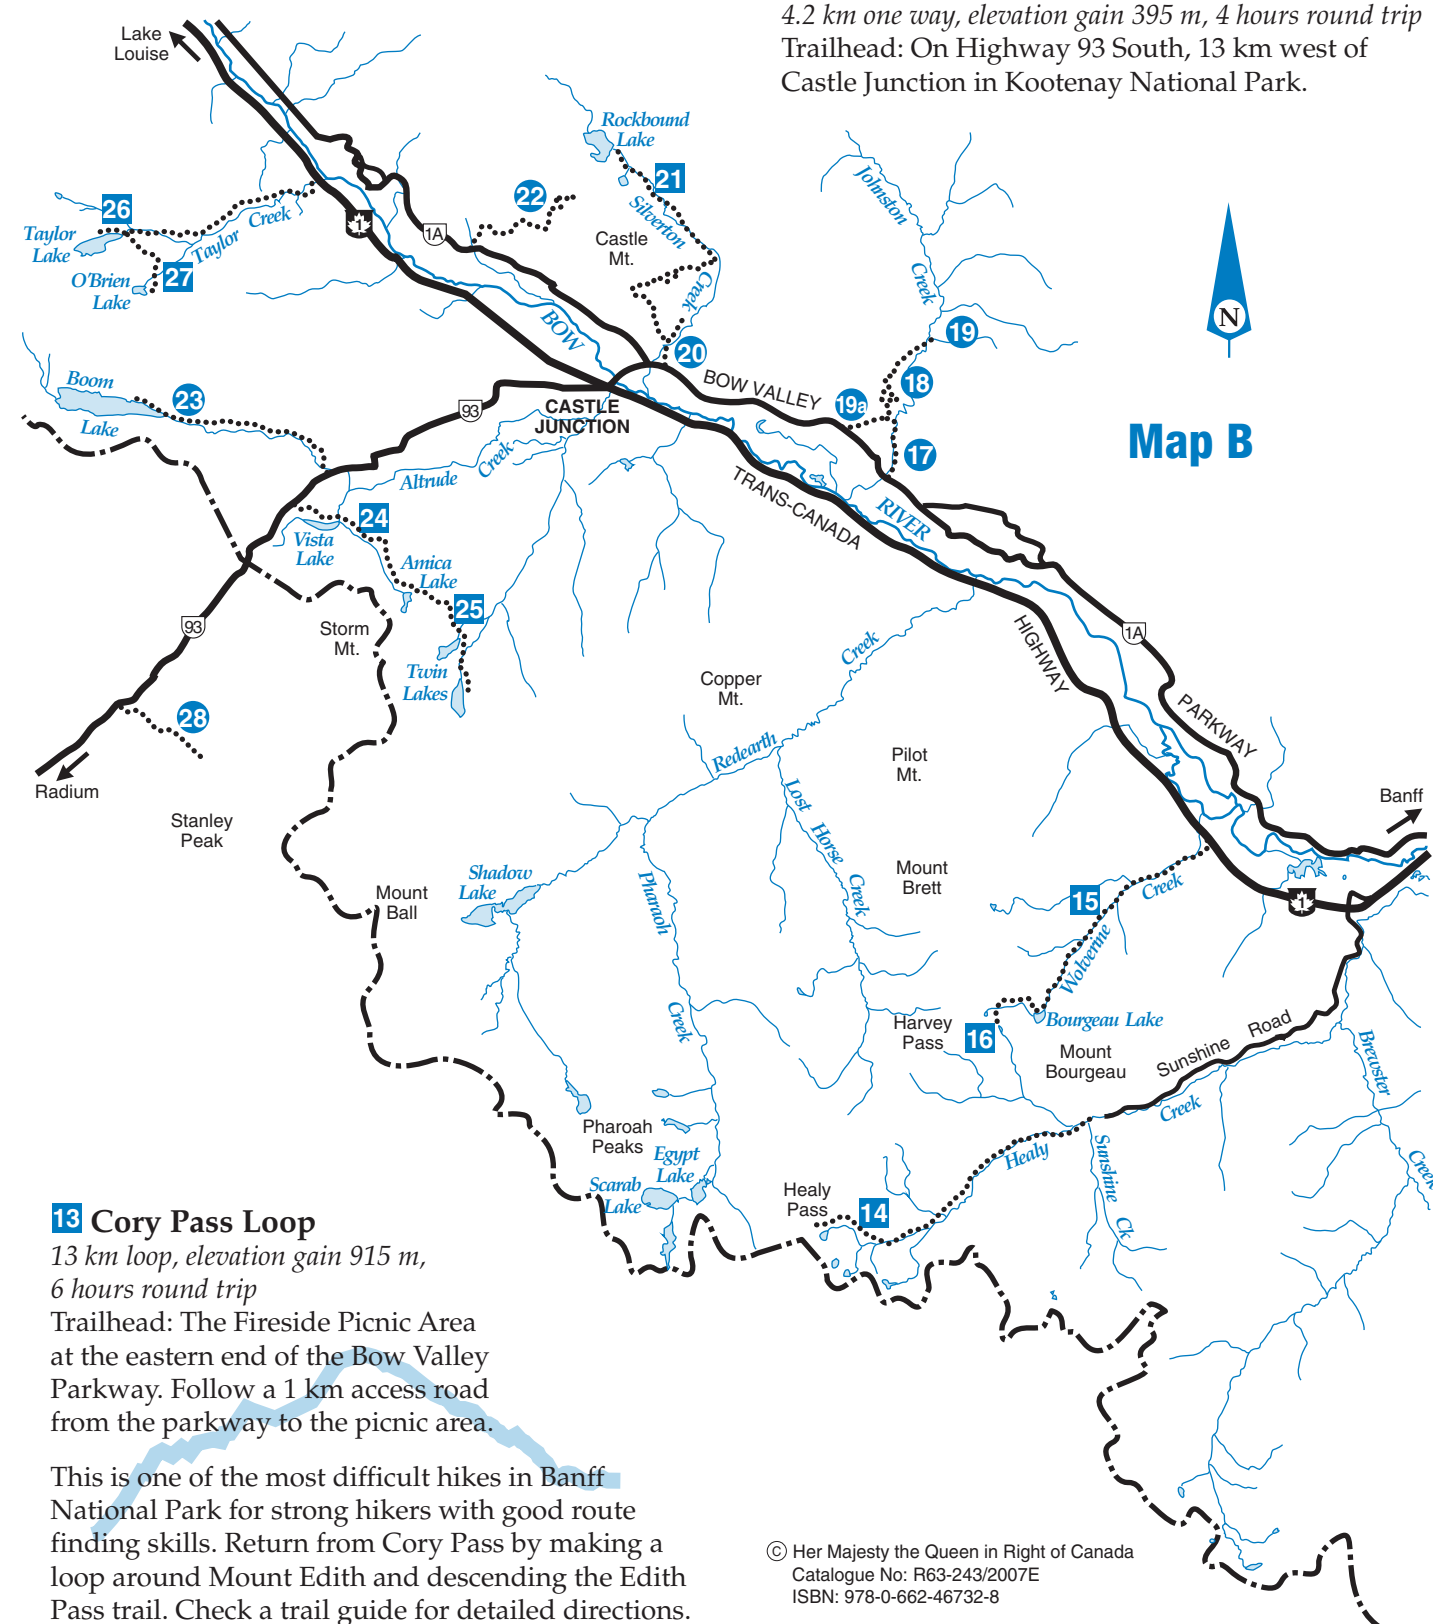 4.2 km one way, elevation gain 395 m, 4 hours round trip
Trailhead: On Highway 93 South, 13 km west of
Castle Junction in Kootenay National Park.
Lake
Louise
Rockbound
Lake
21
22
Silverton
Creek
Castle
Mt.
Johnston
Creek
N
26
Taylor
Lake
Taylor Creek
O'Brien
Lake
27
1
1A
BOW
20
19
18
19a
17
BOW VALLEY
Map B
Boom
Lake
23
93
CASTLE
JUNCTION
Altrude Creek
TRANS-CANADA
RIVER
24
Vista
Lake
Amica
Lake
25
Twin
Lakes
Storm
Mt.
93
28
Radium
Stanley
Peak
Copper
Mt.
Creek
Redearth
HIGHWAY
1A
PARKWAY
Pilot
Mt.
Banff
Lost Horse Creek
Mount
Brett
15
Creek
Wolverine
1
Shadow
Lake
Mount
Ball
Pharaoh
Creek
Harvey
Pass
16
Bourgeau Lake
Mount
Bourgeau
Sunshine Road
Brewster
Creek
Creek
Healy
Sunshine Ck
Pharoah
Peaks
Egypt
Lake
Scarab
Lake
Healy
Pass
14
13 Cory Pass Loop
13 km loop, elevation gain 915 m,
6 hours round trip
Trailhead: The Fireside Picnic Area
at the eastern end of the Bow Valley
Parkway. Follow a 1 km access road
from the parkway to the picnic area.
This is one of the most difficult hikes in Banff
National Park for strong hikers with good route
finding skills. Return from Cory Pass by making a
loop around Mount Edith and descending the Edith
Pass trail. Check a trail guide for detailed directions.
© Her Majesty the Queen in Right of Canada
Catalogue No: R63-243/2007E
ISBN: 978-0-662-46732-8